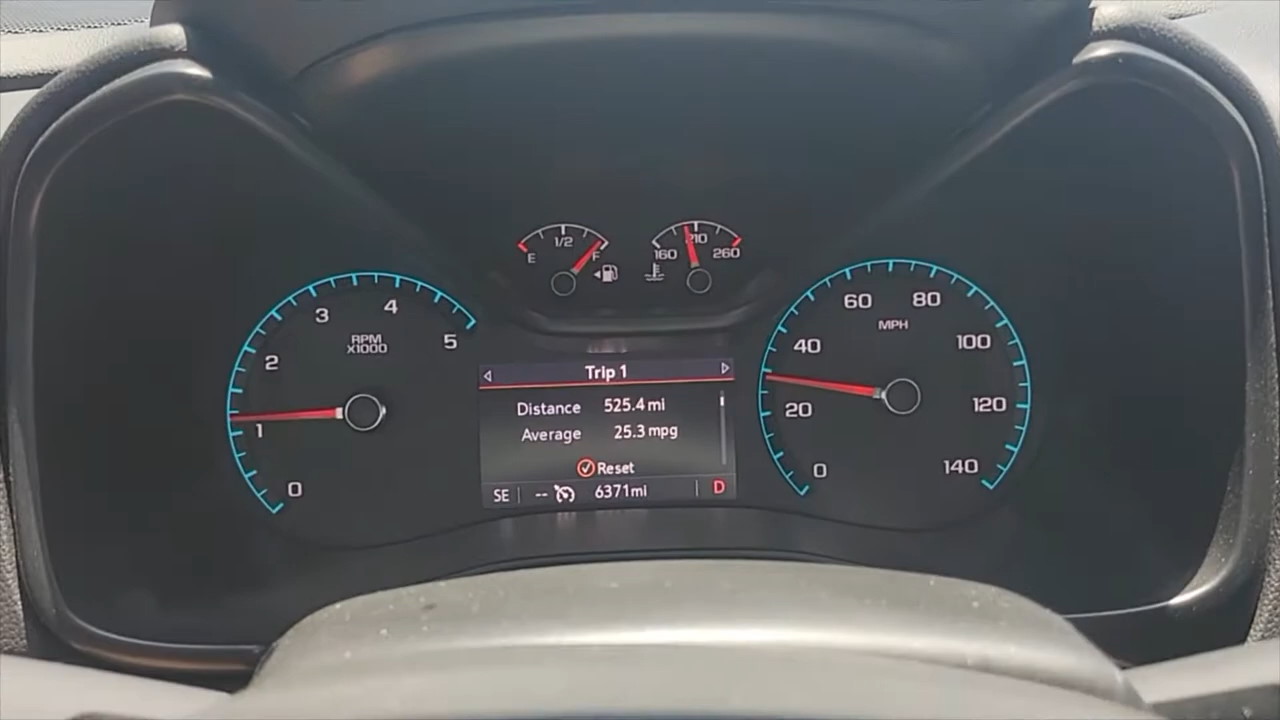 1/2
E
F
160
210
260
0
1
2
3
4
5
RPM
X1000
Trip 1
Distance 525.4 mi
Average 25.3 mpg
Reset
SE -- 6371mi D
0
20
40
60
80
100
120
140
MPH